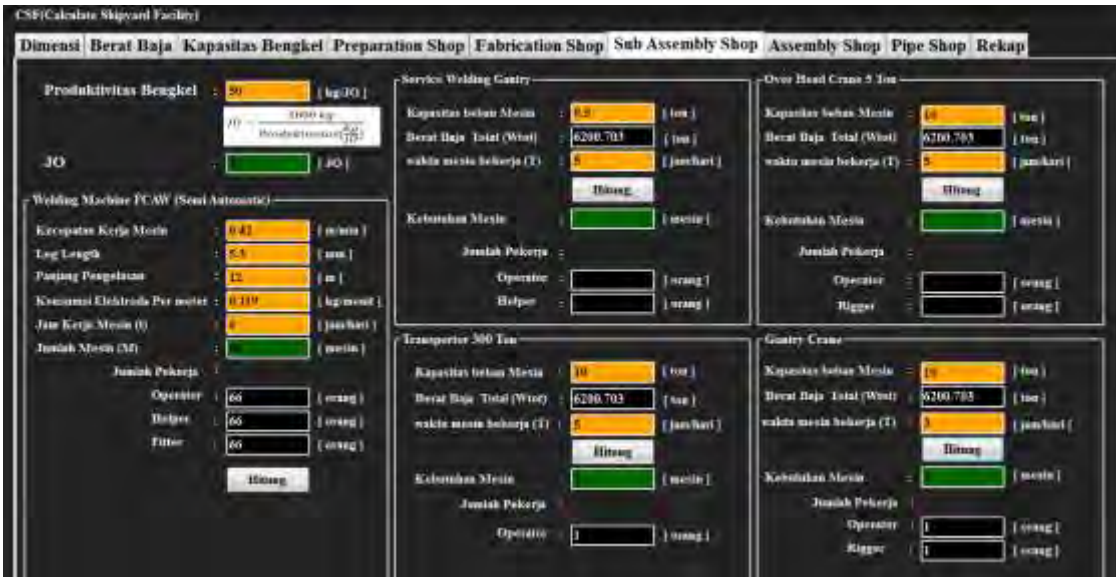 CSF(Calculate Shipyard Facility)
Dimensi Berat Baja Kapasitas Bengkel Preparation Shop Fabrication Shop Sub Assembly Shop Assembly Shop Pipe Shop Rekap
Produktivitas Bengkel : 50 [ kg/JO ]
JO = 1000 kg
JO : [ JO ]
Welding Machine FCAW (Semi Automatic)
Kecepatan Kerja Mesin : 0.42 [ m/min ]
Leg Length : 5.5 [ mm ]
Panjang Pengelasan : 12 [ m ]
Konsumsi Elektroda Per meter : 0.119 [ kg/menit ]
Jam Kerja Mesin (t) : [ jam/hari ]
Jumlah Mesin (M) : [ mesin ]
Jumlah Pekerja :
Operator : 66 [ orang ]
Helper : 66 [ orang ]
Fitter : 66 [ orang ]
Hitung
Service Welding Gantry
Kapasitas beban Mesin : 0.5 [ ton ]
Berat Baja Total (Wtot) : 6200.703 [ ton ]
waktu mesin bekerja (T) : 5 [ jam/hari ]
Hitung
Kebutuhan Mesin : [ mesin ]
Jumlah Pekerja :
Operator : [ orang ]
Helper : [ orang ]
Over Head Crane 5 Ton
Kapasitas beban Mesin : 10 [ ton ]
Berat Baja Total (Wtot) : 6200.703 [ ton ]
waktu mesin bekerja (T) : 5 [ jam/hari ]
Hitung
Kebutuhan Mesin : [ mesin ]
Jumlah Pekerja :
Operator : [ orang ]
Rigger : [ orang ]
Transporter 300 Ton
Kapasitas beban Mesin : 10 [ ton ]
Berat Baja Total (Wtot) : 6200.703 [ ton ]
waktu mesin bekerja (T) : 5 [ jam/hari ]
Hitung
Kebutuhan Mesin : [ mesin ]
Jumlah Pekerja
Operator : 1 [ orang ]
Gantry Crane
Kapasitas beban Mesin : [ ton ]
Berat Baja Total (Wtot) : 6200.703 [ ton ]
waktu mesin bekerja (T) : [ jam/hari ]
Hitung
Kebutuhan Mesin : [ mesin ]
Jumlah Pekerja
Operator : 1 [ orang ]
Rigger : 1 [ orang ]